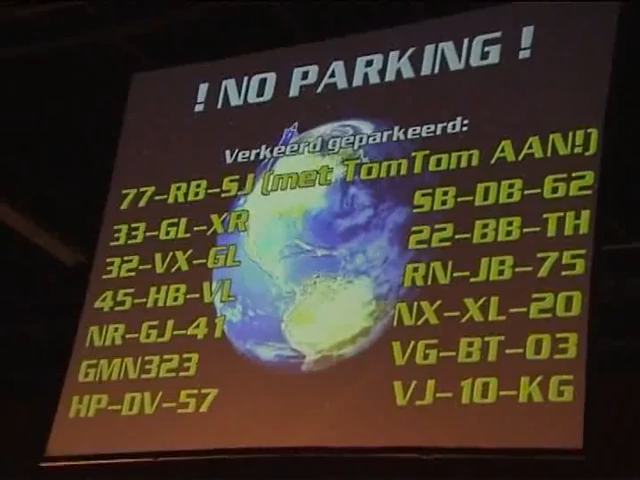 ! NO PARKING !
Verkeerd geparkeerd:
77-RB-SJ (met TomTom AAN!)
33-GL-XR
32-VX-GL
45-HB-VL
NR-GJ-41
GMN323
HP-DV-57
SB-DB-62
22-BB-TH
RN-JB-75
NX-XL-20
VG-BT-03
VJ-10-KG